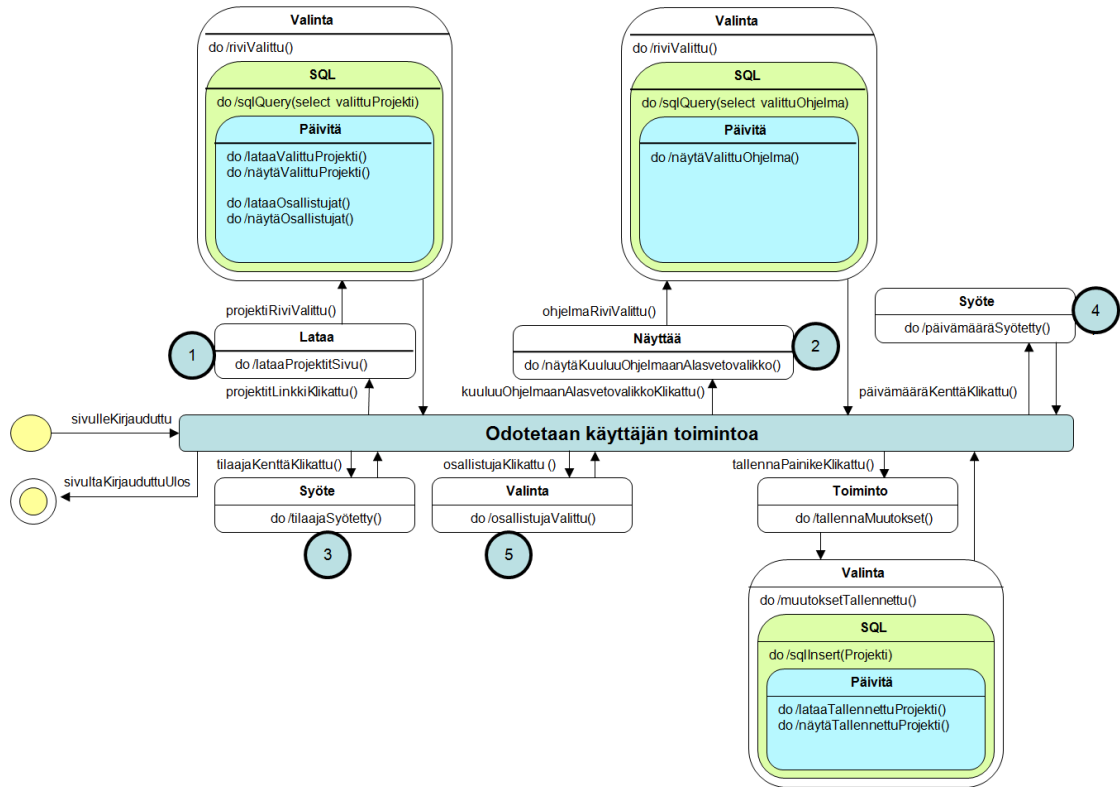 Valinta
do /riviValittu()
SQL
do /sqlQuery(select valittuProjekti)
Päivitä
do /lataaValittuProjekti()
do /näytäValittuProjekti()
do /lataaOsallistujat()
do /näytäOsallistujat()
Valinta
do /riviValittu()
SQL
do /sqlQuery(select valittuOhjelma)
Päivitä
do /näytäValittuOhjelma()
projektiRiviValittu()
ohjelmaRiviValittu()
1
Lataa
do /lataaProjektitSivu()
Näyttää
do /näytäKuuluuOhjelmaanAlasvetovalikko()
2
Syöte
do /päivämääräSyötetty()
4
projektitLinkkiKlikattu()
kuuluuOhjelmaanAlasvetovalikkoKlikattu()
päivämääräKenttäKlikattu()
sivulleKirjauduttu
Odotetaan käyttäjän toimintoa
sivultaKirjauduttuUlos
tilaajaKenttäKlikattu()
osallistujaKlikattu ()
tallennaPainikeKlikattu()
Syöte
do /tilaajaSyötetty()
3
Valinta
do /osallistujaValittu()
5
Toiminto
do /tallennaMuutokset()
Valinta
do /muutoksetTallennettu()
SQL
do /sqlInsert(Projekti)
Päivitä
do /lataaTallennettuProjekti()
do /näytäTallennettuProjekti()